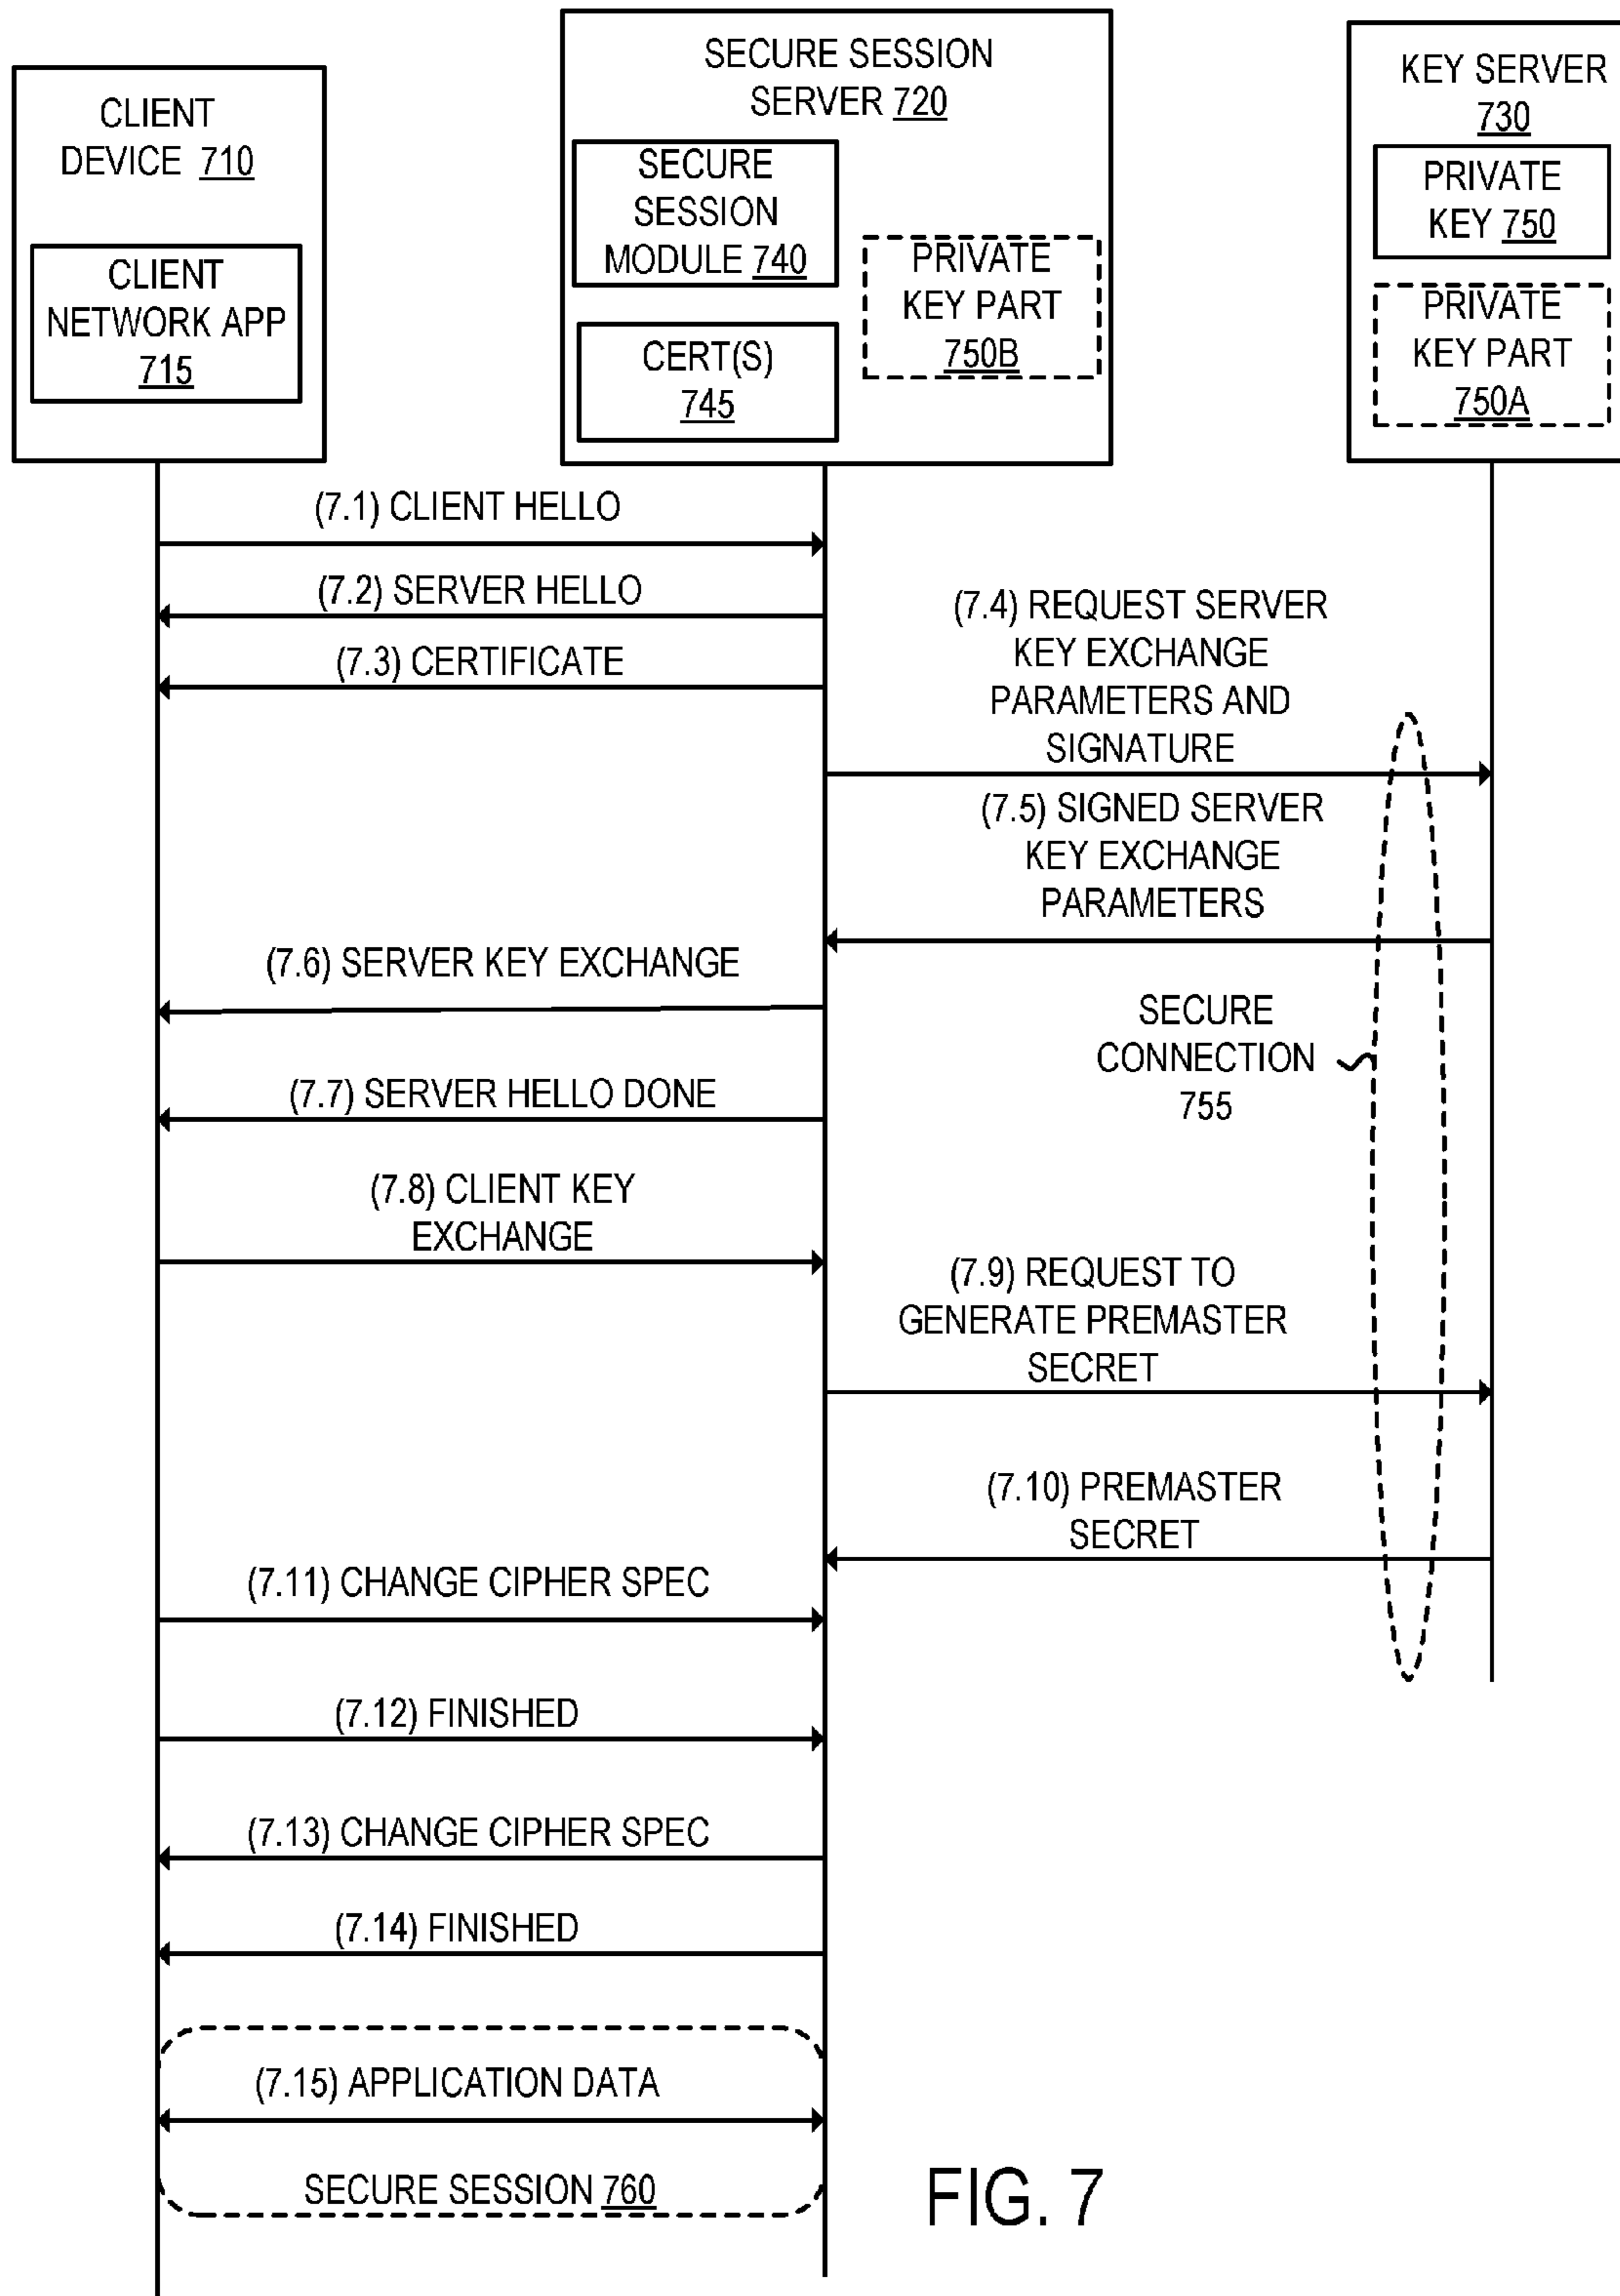 CLIENT
DEVICE 710
CLIENT
NETWORK APP
715
SECURE SESSION
SERVER 720
SECURE
SESSION
MODULE 740
CERT(S)
745
PRIVATE
KEY PART
750B
KEY SERVER
730
PRIVATE
KEY 750
PRIVATE
KEY PART
750A
(7.1) CLIENT HELLO
(7.2) SERVER HELLO
(7.3) CERTIFICATE
(7.4) REQUEST SERVER
KEY EXCHANGE
PARAMETERS AND
SIGNATURE
(7.5) SIGNED SERVER
KEY EXCHANGE
PARAMETERS
(7.6) SERVER KEY EXCHANGE
SECURE
CONNECTION
755
(7.7) SERVER HELLO DONE
(7.8) CLIENT KEY
EXCHANGE
(7.9) REQUEST TO
GENERATE PREMASTER
SECRET
(7.10) PREMASTER
SECRET
(7.11) CHANGE CIPHER SPEC
(7.12) FINISHED
(7.13) CHANGE CIPHER SPEC
(7.14) FINISHED
(7.15) APPLICATION DATA
SECURE SESSION 760
FIG. 7